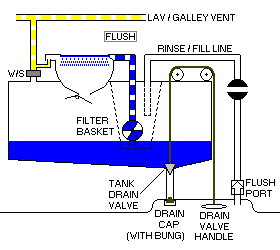 LAV / GALLEY VENT
FLUSH
RINSE / FILL LINE
W/S
FILTER
BASKET
TANK
DRAIN
VALVE
FLUSH
PORT
DRAIN
CAP
(WITH BUNG)
DRAIN
VALVE
HANDLE